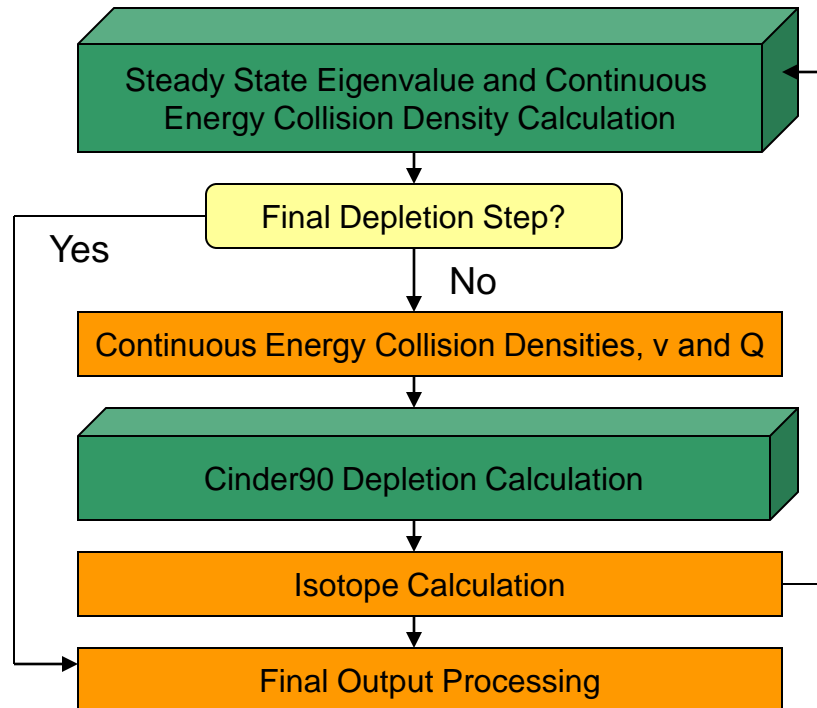 Steady State Eigenvalue and Continuous
Energy Collision Density Calculation
Final Depletion Step?
Yes
No
Continuous Energy Collision Densities, v and Q
Cinder90 Depletion Calculation
Isotope Calculation
Final Output Processing